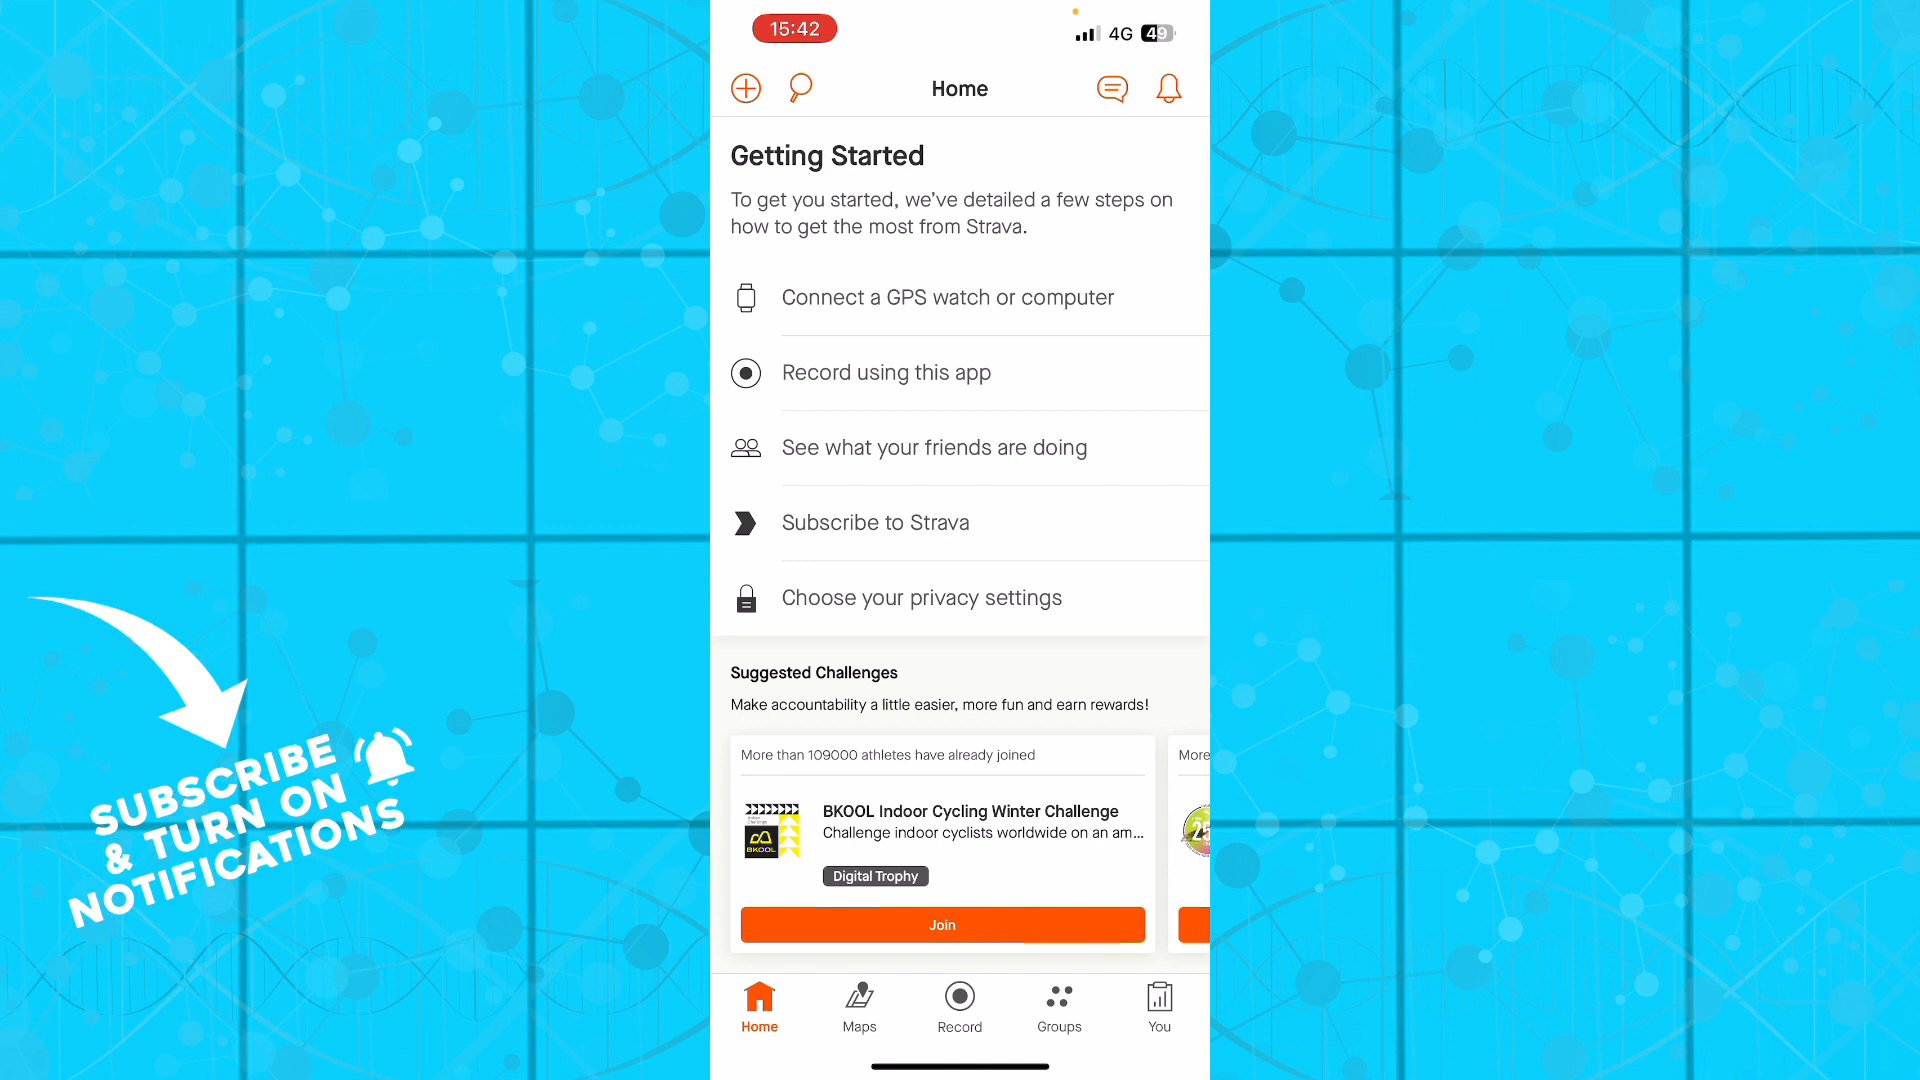 15:42
4G 49
Home
Getting Started
To get you started, we've detailed a few steps on
how to get the most from Strava.
Connect a GPS watch or computer
Record using this app
See what your friends are doing
Subscribe to Strava
Choose your privacy settings
Suggested Challenges
Make accountability a little easier, more fun and earn rewards!
More than 109000 athletes have already joined
More
BKOOL Indoor Cycling Winter Challenge
Challenge indoor cyclists worldwide on an am...
BKOOL
25
Digital Trophy
Join
Home
Maps
Record
Groups
You
SUBSCRIBE
& TURN ON
NOTIFICATIONS